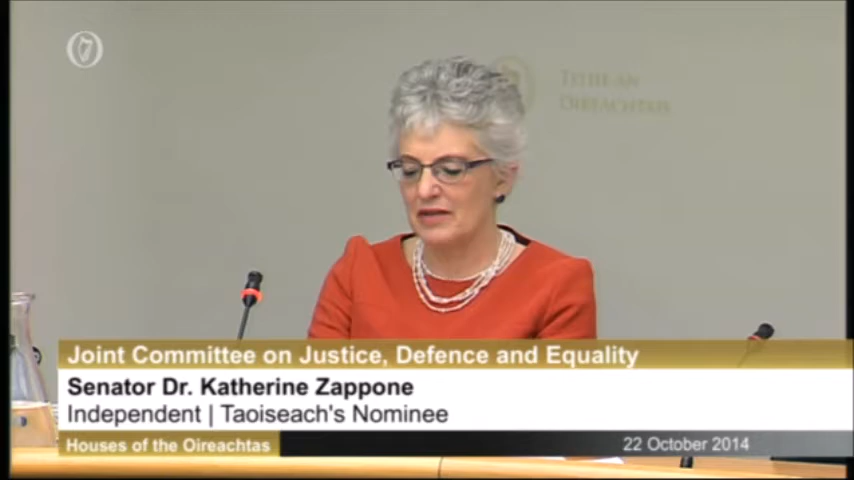 TITHE AN
OIREACHTAIS
Joint Committee on Justice, Defence and Equality
Senator Dr. Katherine Zappone
Independent | Taoiseach's Nominee
Houses of the Oireachtas
22 October 2014